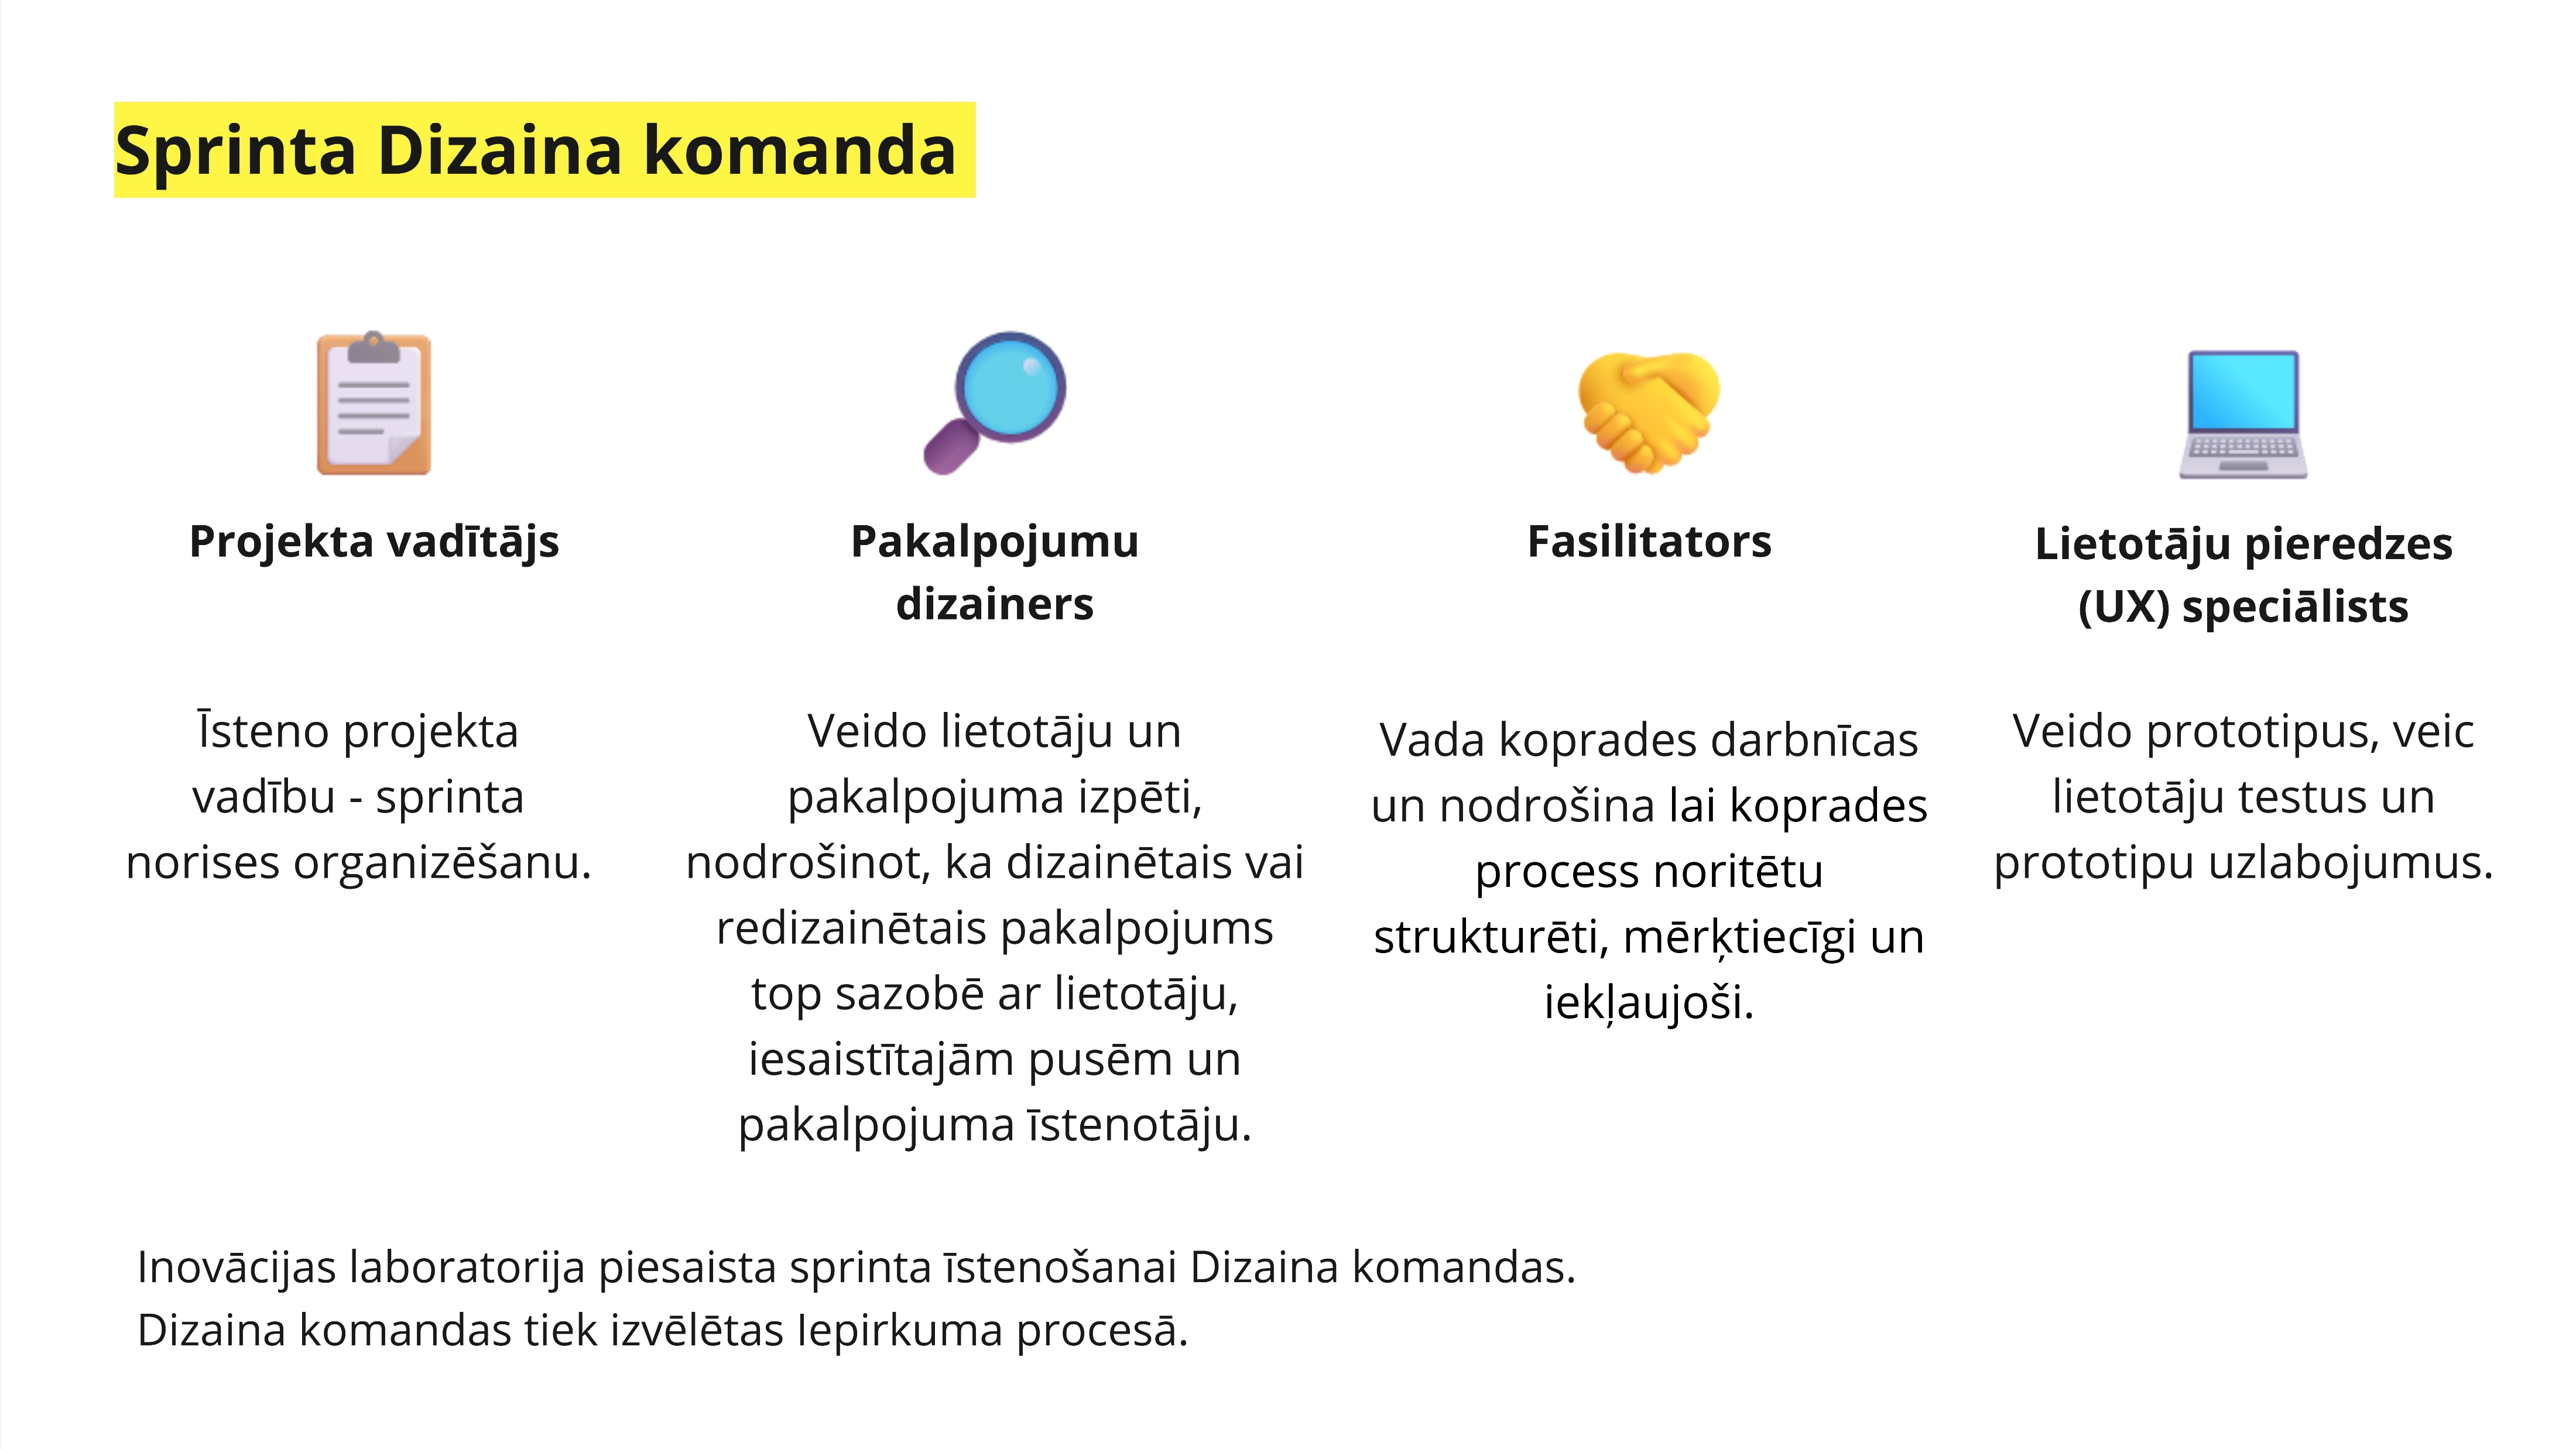 Sprinta Dizaina komanda
Projekta vadītājs
Īsteno projekta
vadību - sprinta
norises organizēšanu.
Pakalpojumu
dizainers
Veido lietotāju un
pakalpojuma izpēti,
nodrošinot, ka dizainētais vai
redizainētais pakalpojums
top sazobē ar lietotāju,
iesaistītajām pusēm un
pakalpojuma īstenotāju.
Fasilitators
Vada koprades darbnīcas
un nodrošina lai koprades
process noritētu
strukturēti, mērķtiecīgi un
iekļaujoši.
Lietotāju pieredzes
(UX) speciālists
Veido prototipus, veic
lietotāju testus un
prototipu uzlabojumus.
Inovācijas laboratorija piesaista sprinta īstenošanai Dizaina komandas.
Dizaina komandas tiek izvēlētas Iepirkuma procesā.